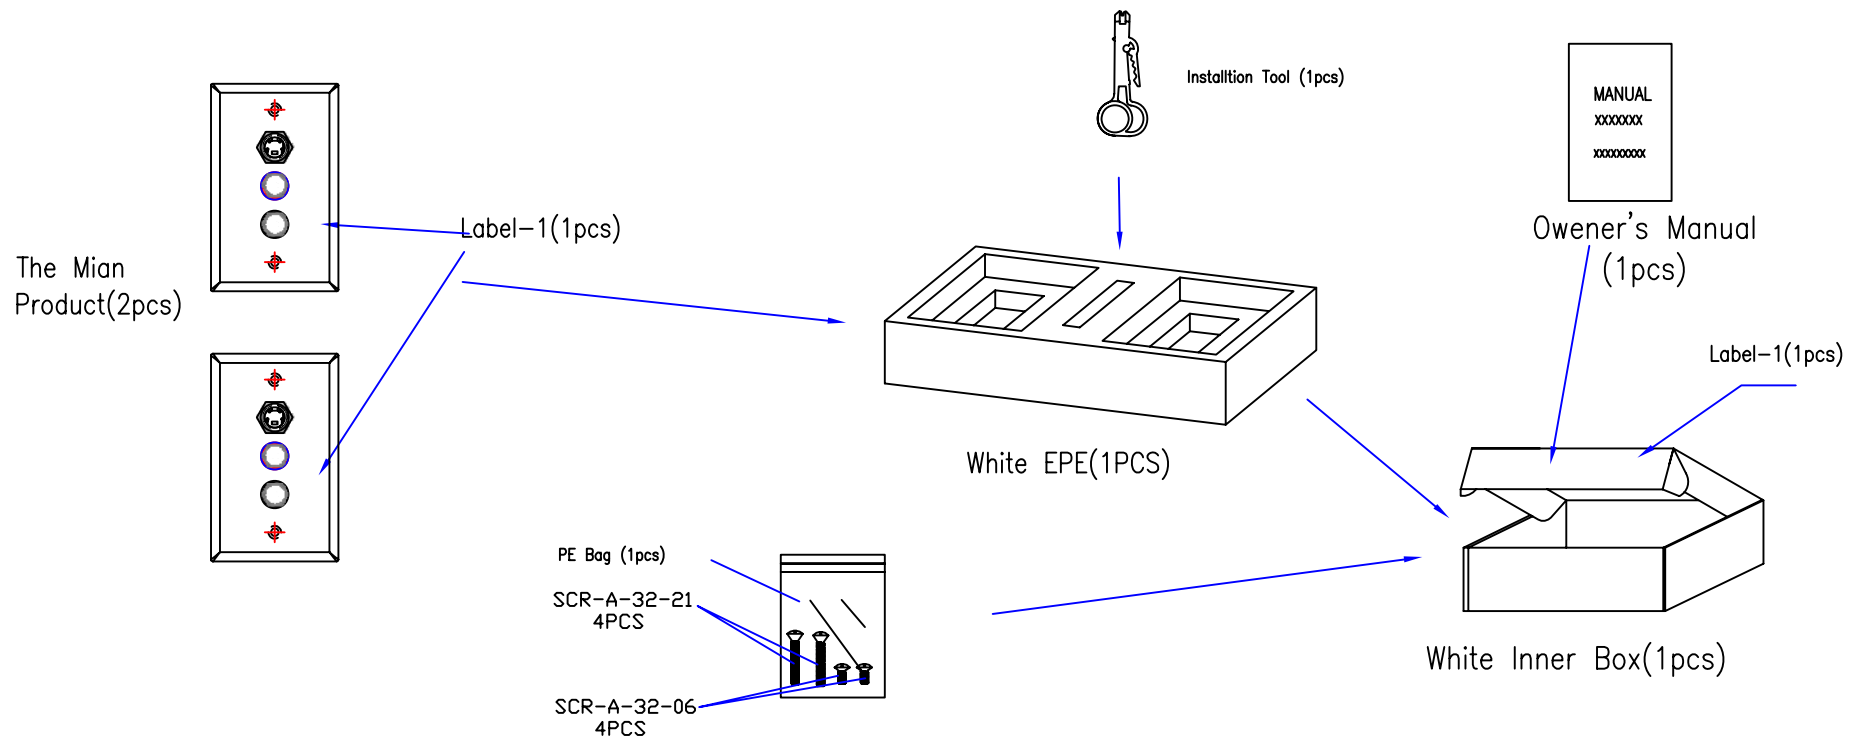 Installtion Tool (1pcs)
MANUAL
XXXXXXX
XXXXXXXXX
Owener's Manual
(1pcs)
Label-1(1pcs)
The Mian
Product(2pcs)
Label-1(1pcs)
White EPE(1PCS)
PE Bag (1pcs)
SCR-A-32-21
4PCS
SCR-A-32-06
4PCS
White Inner Box(1pcs)